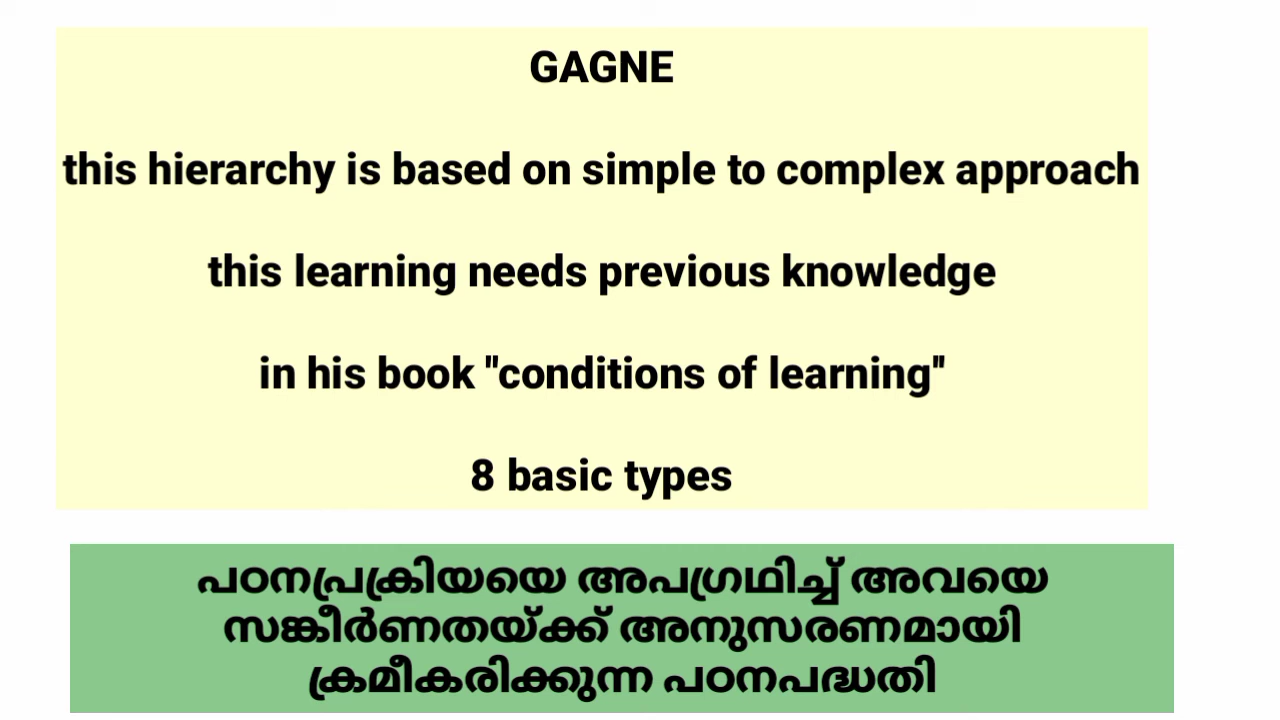 GAGNE
this hierarchy is based on simple to complex approach
this learning needs previous knowledge
in his book "conditions of learning"
8 basic types
പഠനപ്രക്രിയയെ അപഗ്രഥിച്ച് അവയെ
സങ്കീർണതയ്ക്ക് അനുസരണമായി
ക്രമീകരിക്കുന്ന പഠനപദ്ധതി